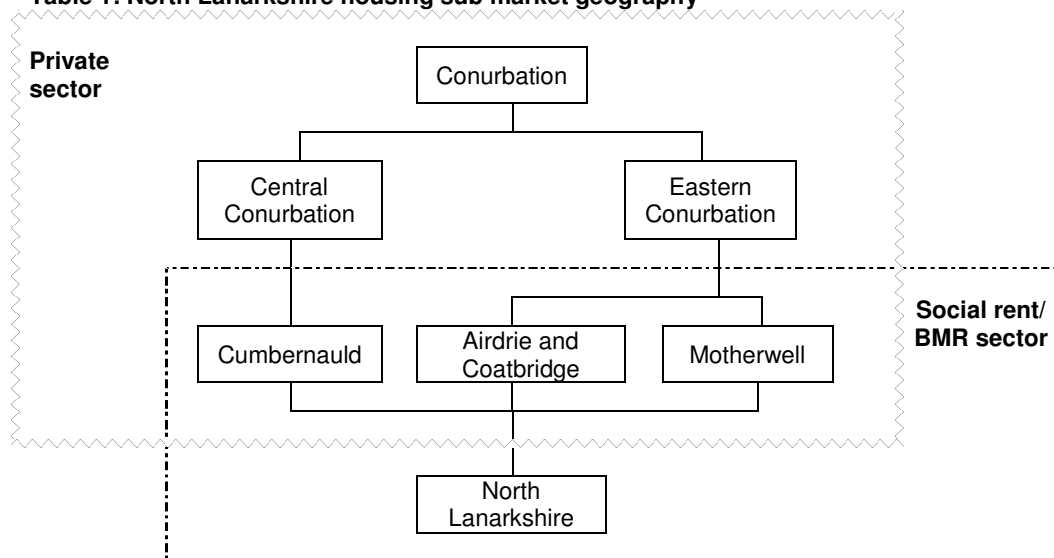 Table 1: North Lanarkshire housing sub market geography
Private
sector
Conurbation
Central
Conurbation
Eastern
Conurbation
Social rent/
BMR sector
Cumbernauld
Airdrie and
Coatbridge
Motherwell
North
Lanarkshire